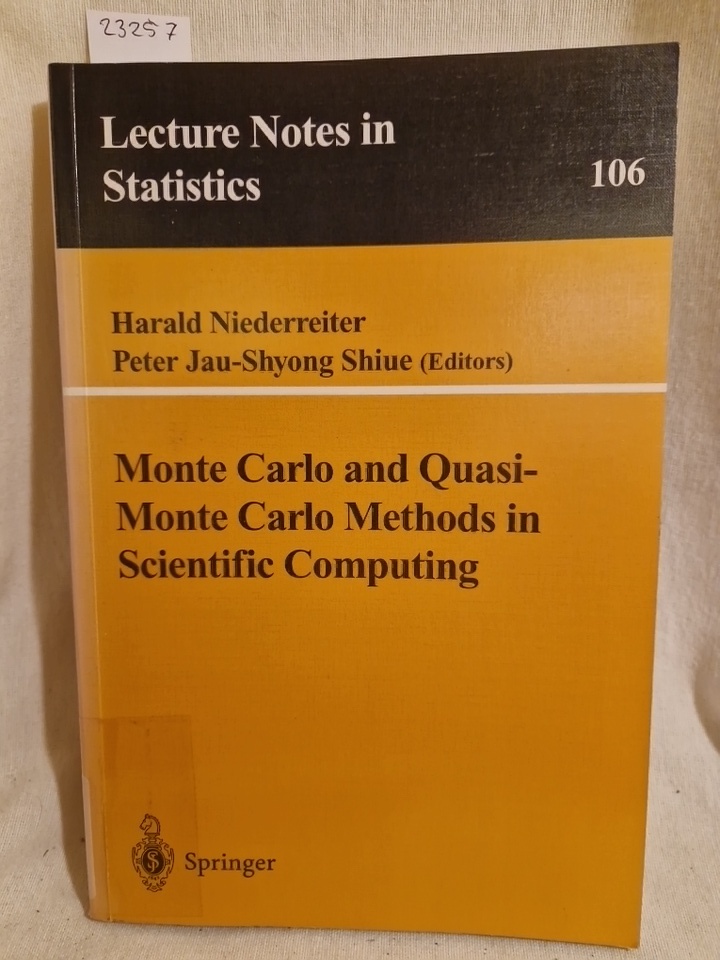 23257
Lecture Notes in
Statistics
106
Harald Niederreiter
Peter Jau-Shyong Shiue (Editors)
Monte Carlo and Quasi-
Monte Carlo Methods in
Scientific Computing
Springer